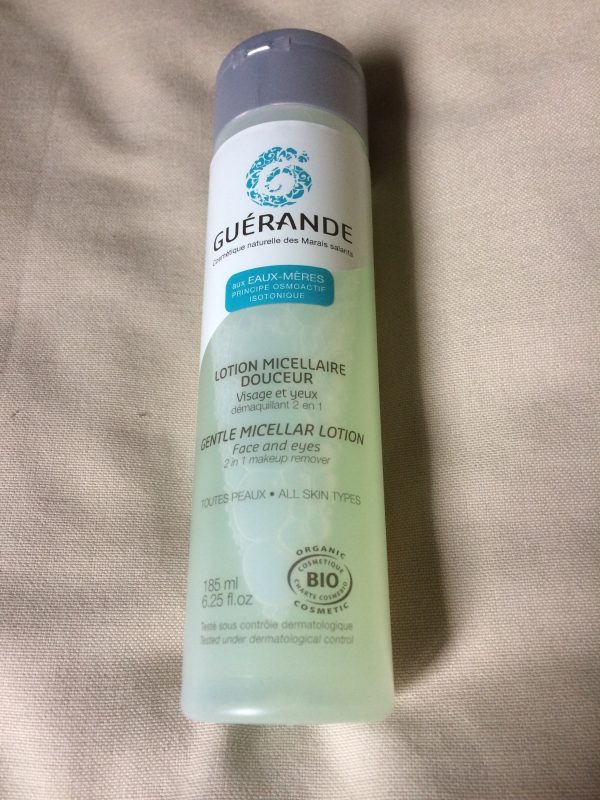 GUÉRANDE
Cosmétique naturelle des Marais salants
aux EAUX-MÈRES
PRINCIPE OSMOACTIF
ISOTONIQUE
LOTION MICELLAIRE
DOUCEUR
Visage et yeux
démaquillant 2 en 1
GENTLE MICELLAR LOTION
Face and eyes
2 in 1 makeup remover
TOUTES PEAUX • ALL SKIN TYPES
185 ml
6.25 fl.oz
ORGANIC
COSMETIQUE
BIO
CHARTE COSMEBIO
COSMETIC
Testé sous contrôle dermatologique
Tested under dermatological control